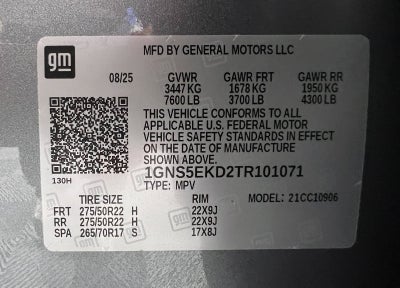 gm
MFD BY GENERAL MOTORS LLC
08/25 GVWR GAWR FRT GAWR RR
3447 KG 1678 KG 1950 KG
7600 LB 3700 LB 4300 LB
THIS VEHICLE CONFORMS TO ALL
APPLICABLE U.S. FEDERAL MOTOR
VEHICLE SAFETY STANDARDS IN EFFECT
ON THE DATE OF MANUFACTURE
SHOWN ABOVE.
1GNS5EKD2TR101071
130H TYPE: MPV
TIRE SIZE RIM MODEL: 21CC10906
FRT 275/50R22 H 22X9J
RR 275/50R22 H 22X9J
SPA 265/70R17 S 17X8J